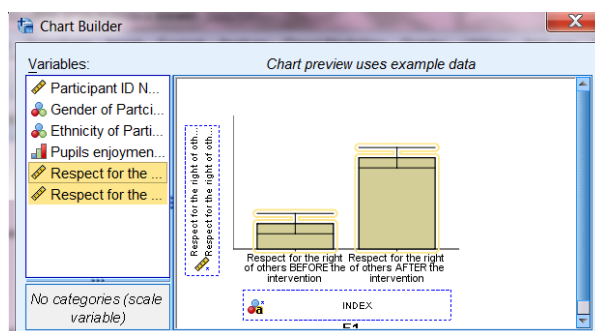 Chart Builder
X
Variables:
Chart preview uses example data
Participant ID N...
Gender of Partci...
Ethnicity of Parti...
Pupils enjoymen...
Respect for the ...
Respect for the ...
No categories (scale
variable)
Respect for the right of oth...
Respect for the right of oth...
Respect for the right
of others BEFORE the
intervention
Respect for the right
of others AFTER the
intervention
a
INDEX